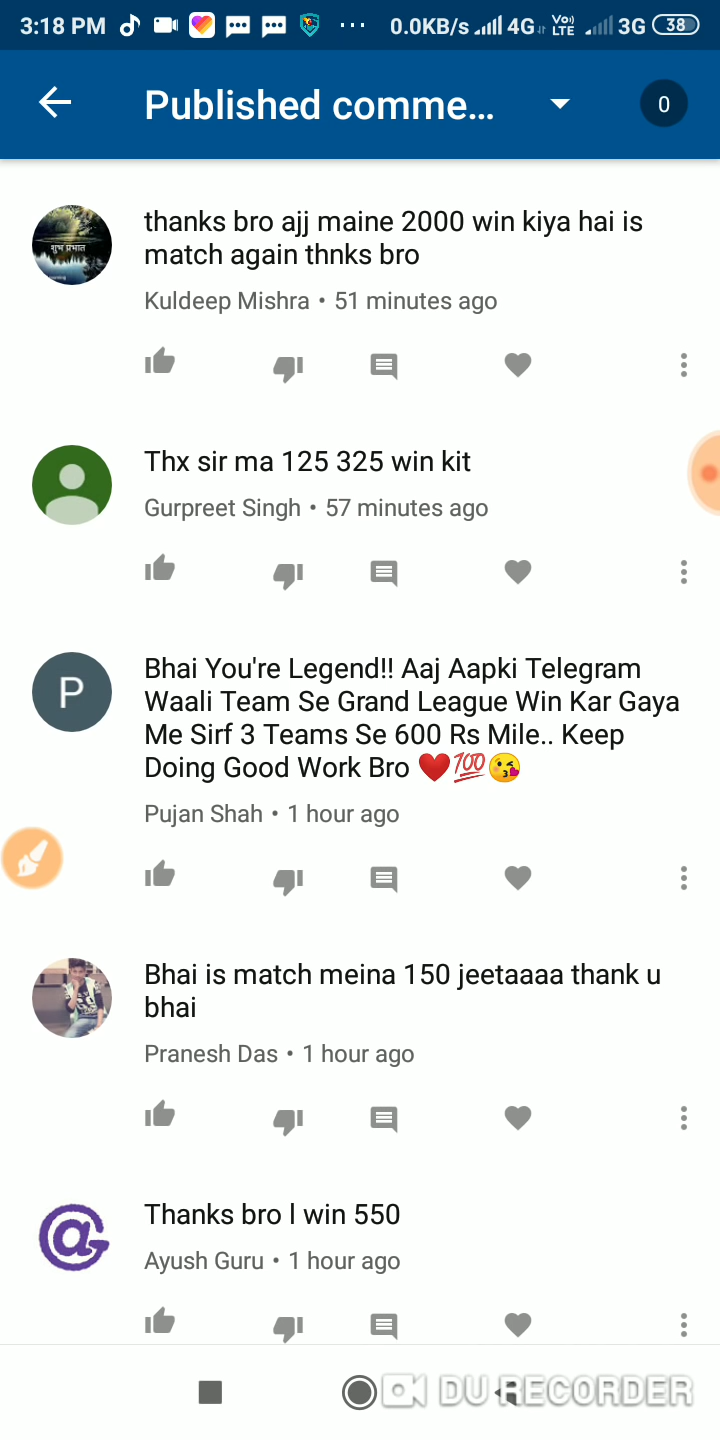 3:18 PM 0.0KB/s 4G Vo) LTE 3G 38
Published comme... 0
शुभ प्रभात
thanks bro ajj maine 2000 win kiya hai is
match again thnks bro
Kuldeep Mishra • 51 minutes ago
Thx sir ma 125 325 win kit
Gurpreet Singh • 57 minutes ago
P
Bhai You're Legend!! Aaj Aapki Telegram
Waali Team Se Grand League Win Kar Gaya
Me Sirf 3 Teams Se 600 Rs Mile.. Keep
Doing Good Work Bro ❤️💯😘
Pujan Shah • 1 hour ago
Bhai is match meina 150 jeetaaaa thank u
bhai
Pranesh Das • 1 hour ago
Thanks bro I win 550
Ayush Guru • 1 hour ago
DU RECORDER